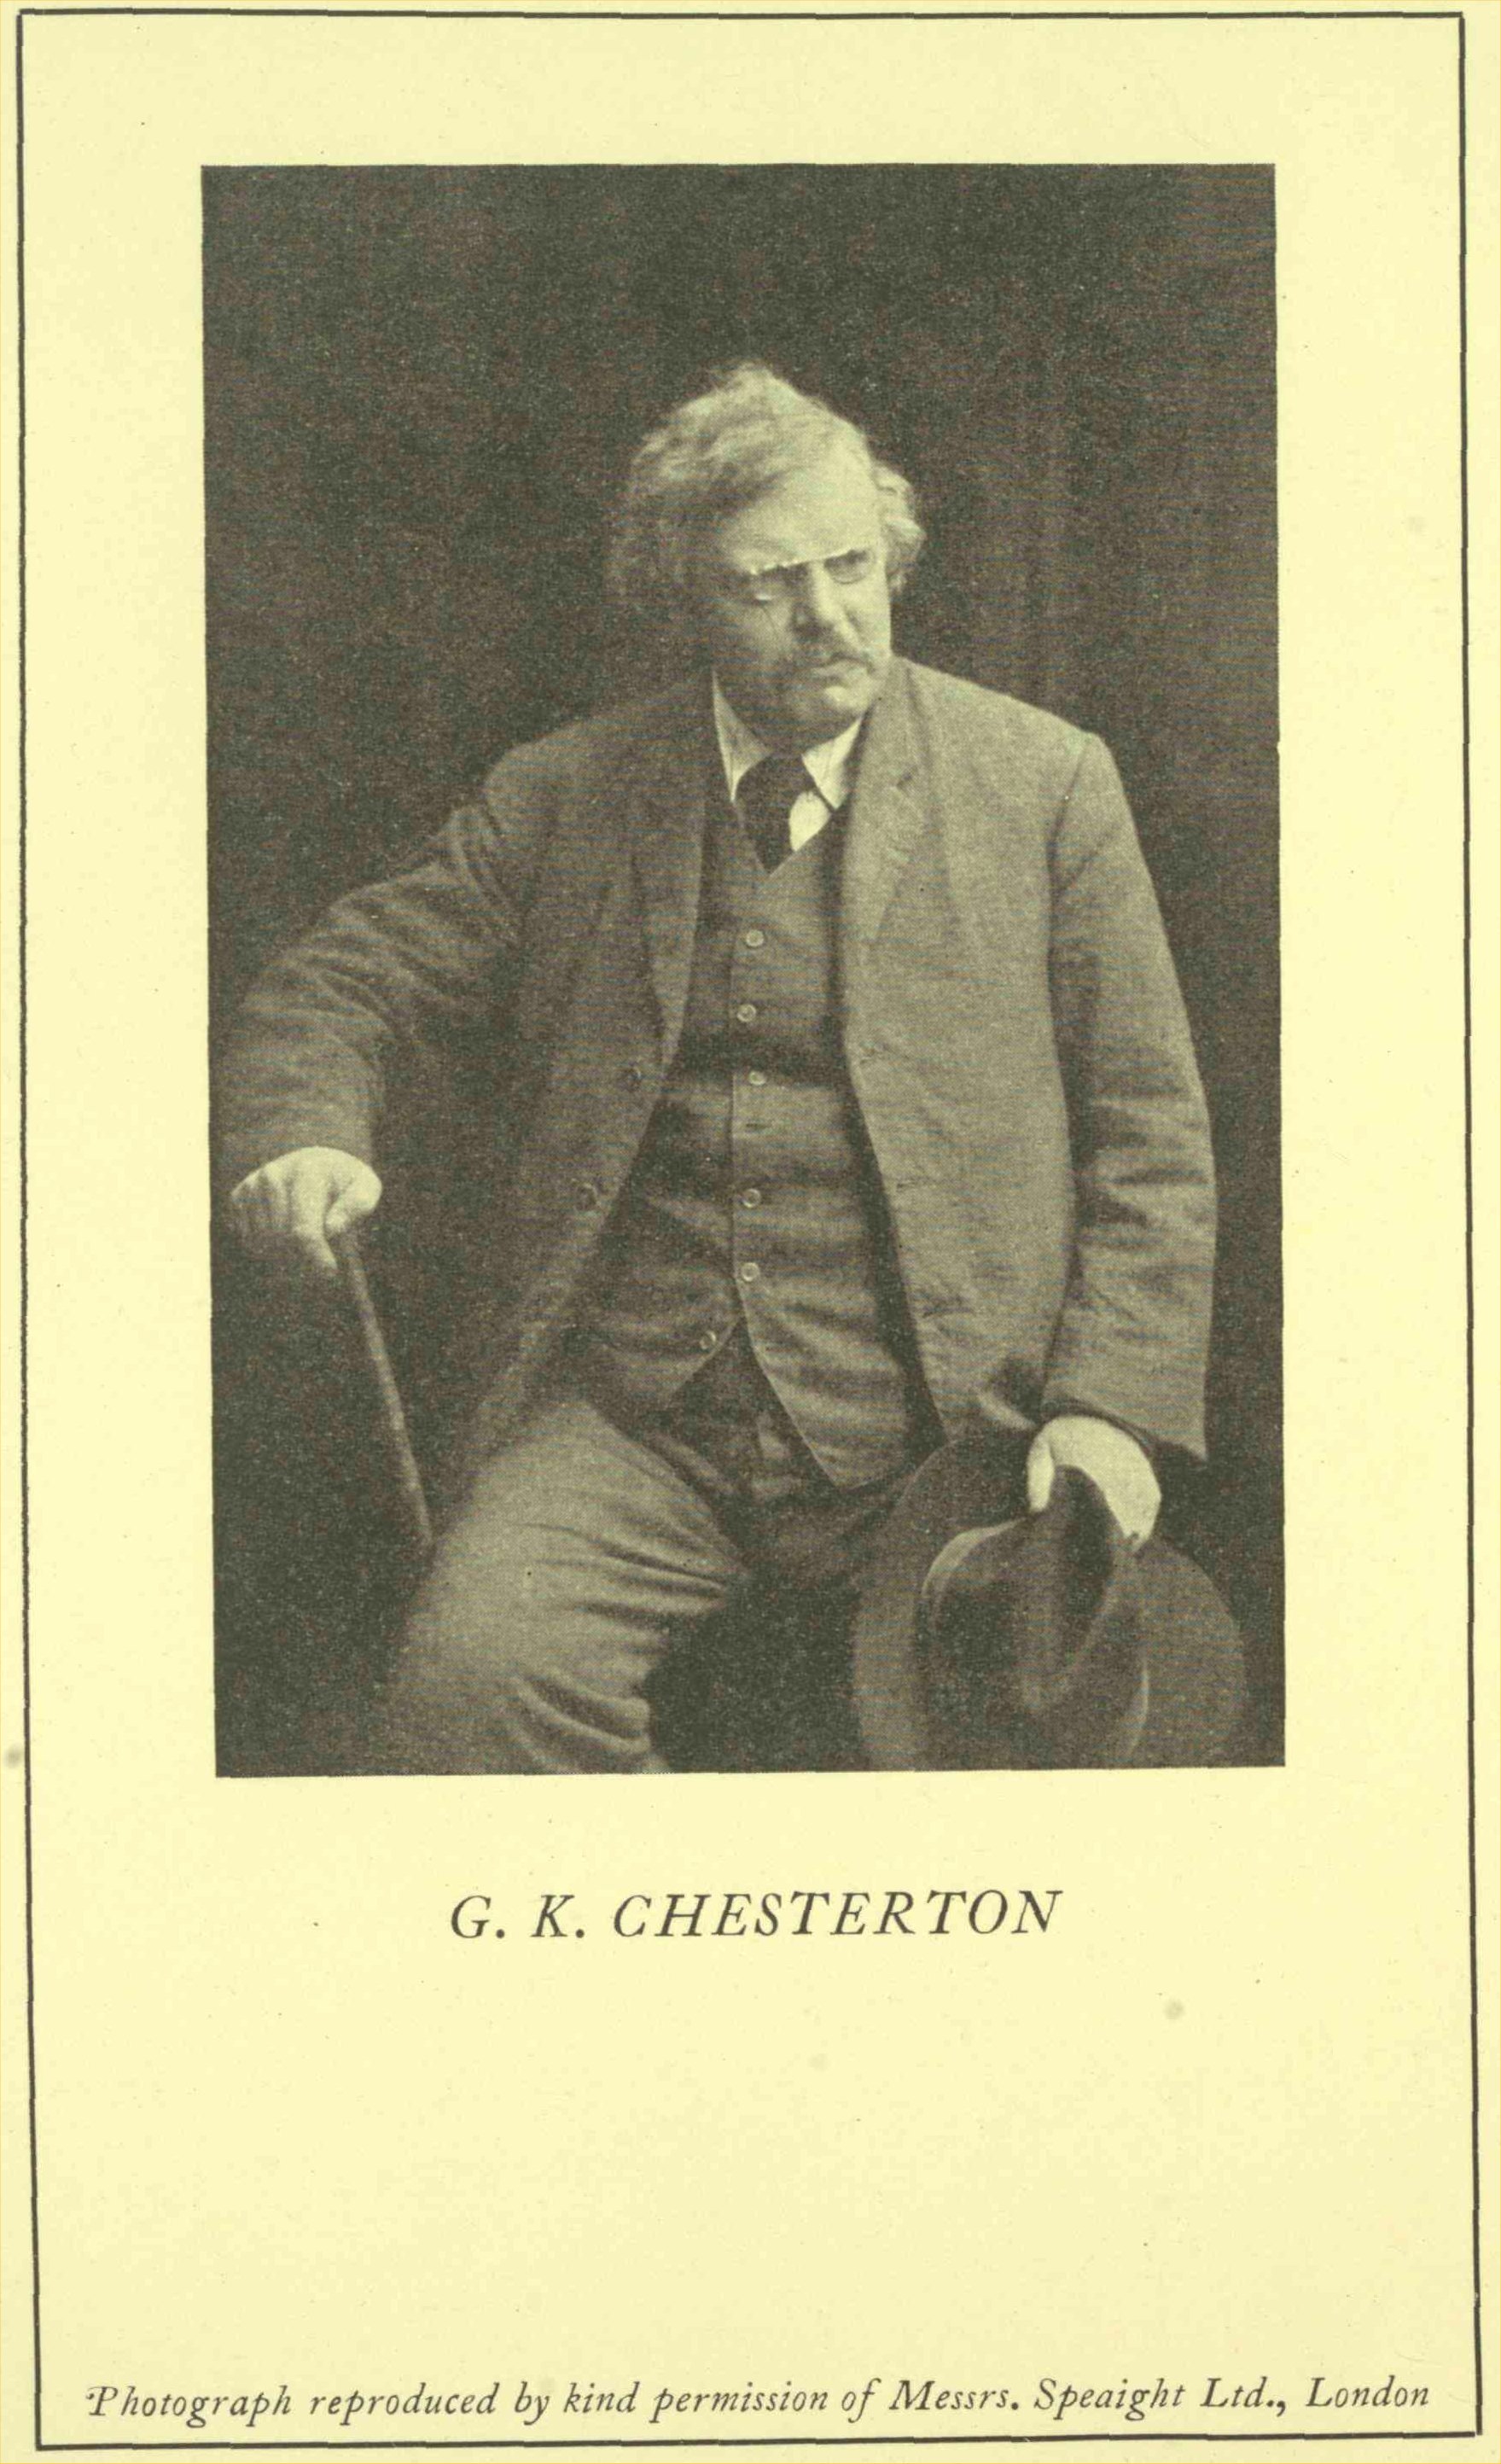 G. K. CHESTERTON
Photograph reproduced by kind permission of Messrs. Speaight Ltd., London